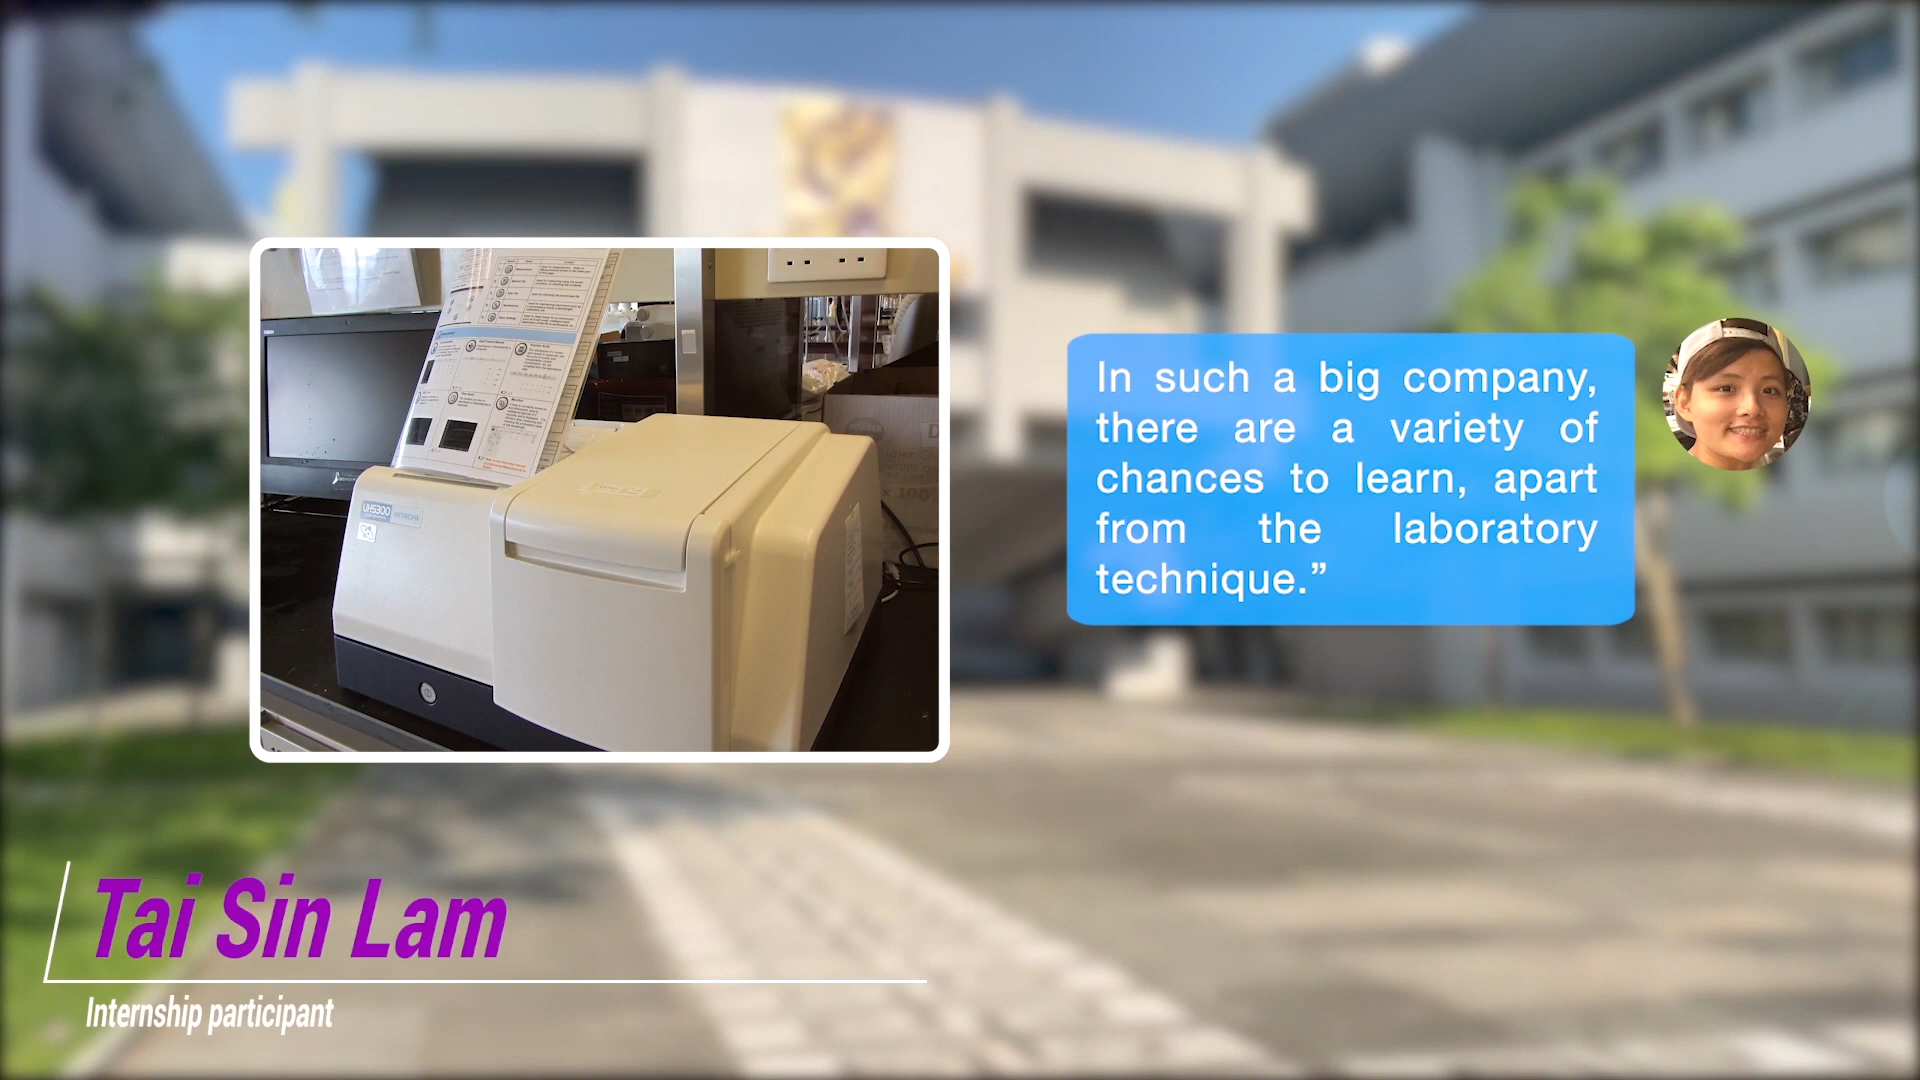 UH5300 HITACHI
In such a big company,
there are a variety of
chances to learn, apart
from the laboratory
technique.”
Tai Sin Lam
Internship participant